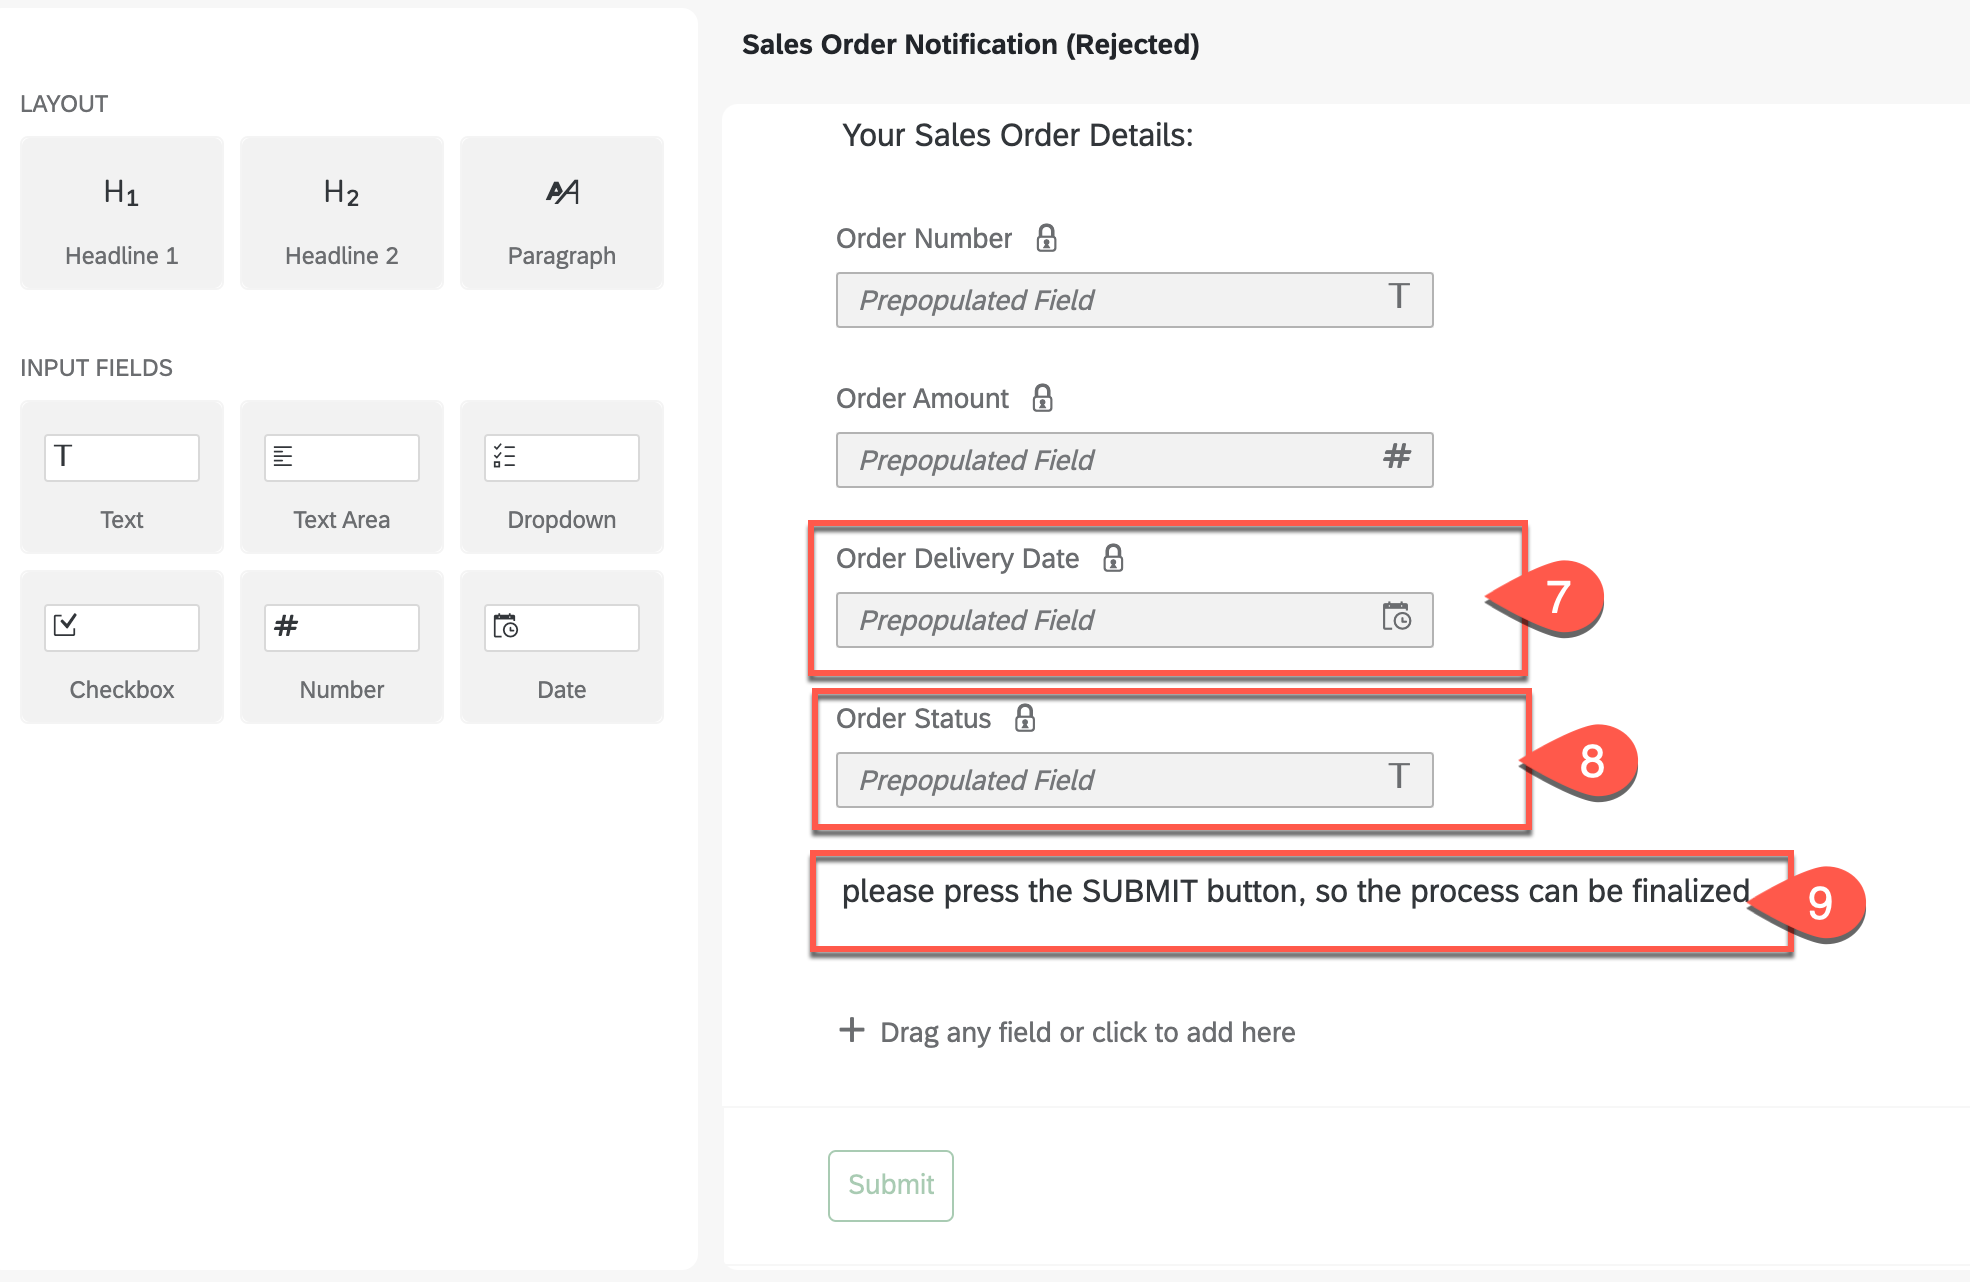 LAYOUT
H1
H2
AA
Headline 1
Headline 2
Paragraph
INPUT FIELDS
T
Text
Text Area
Dropdown
#
Checkbox
Number
Date
Sales Order Notification (Rejected)
Your Sales Order Details:
Order Number
Prepopulated Field T
Order Amount
Prepopulated Field #
Order Delivery Date
Prepopulated Field
7
Order Status
Prepopulated Field T
8
please press the SUBMIT button, so the process can be finalized
9
+ Drag any field or click to add here
Submit